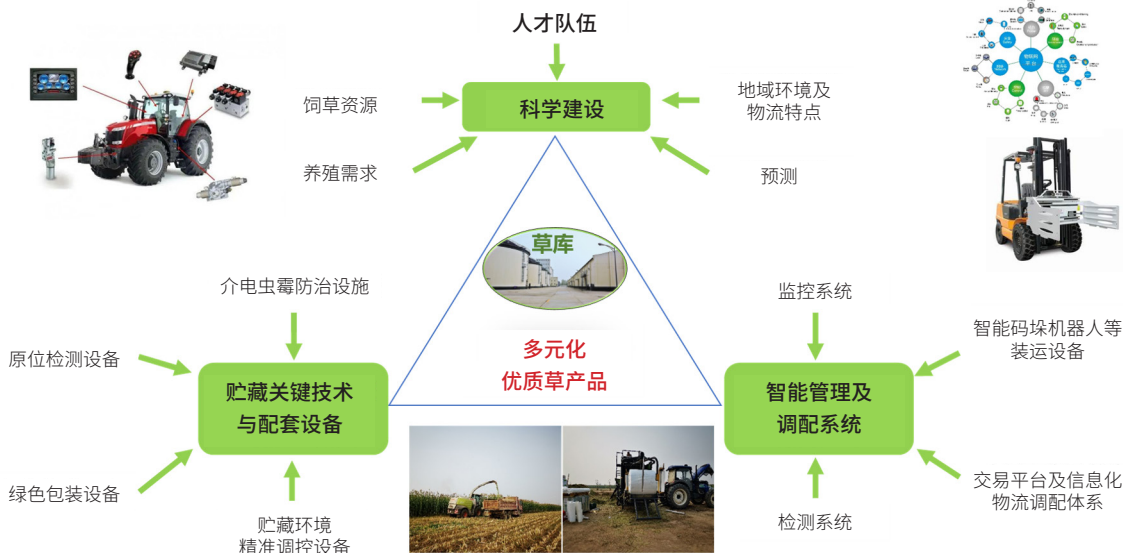 人才队伍
饲草资源
科学建设
地域环境及
物流特点
养殖需求
预测
草库
介电虫霉防治设施
监控系统
原位检测设备
多元化
优质草产品
智能码垛机器人等
装运设备
贮藏关键技术
与配套设备
智能管理及
调配系统
绿色包装设备
交易平台及信息化
物流调配体系
贮藏环境
精准调控设备
检测系统